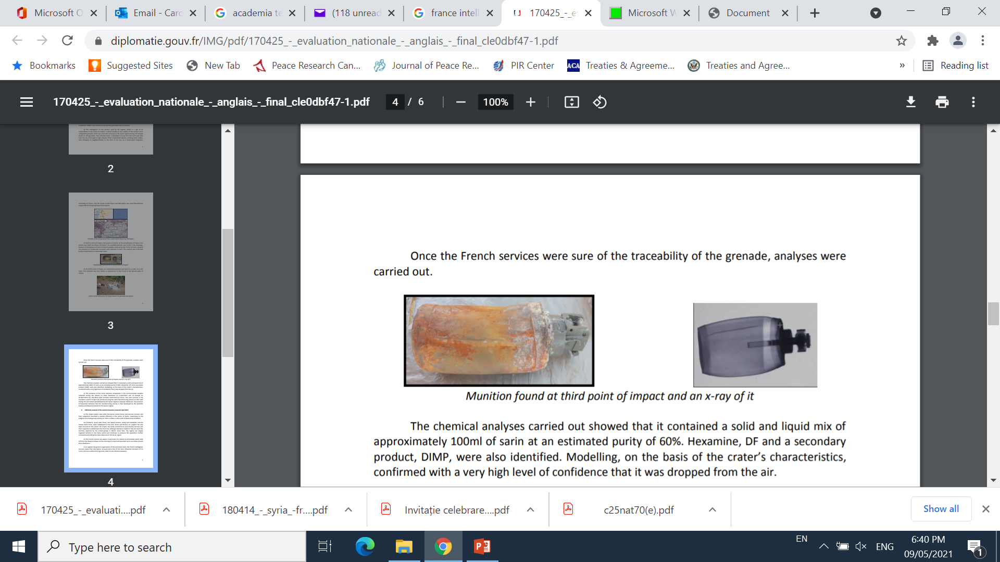 Microsoft O
Email - Caro
academia te
(118 unread
france intell
170425_-_e
Microsoft W
Document
diplomatie.gouv.fr/IMG/pdf/170425_-_evaluation_nationale_-_anglais_-_final_cle0dbf47-1.pdf
Bookmarks
Suggested Sites
New Tab
Peace Research Can...
Journal of Peace Re...
PIR Center
ACA
Treaties & Agreeme...
Treaties and Agree...
»
Reading list
170425_-_evaluation_nationale_-_anglais_-_final_cle0dbf47-1.pdf
4 / 6
100%
2
3
4
Once the French services were sure of the traceability of the grenade, analyses were
carried out.
Munition found at third point of impact and an x-ray of it
The chemical analyses carried out showed that it contained a solid and liquid mix of
approximately 100ml of sarin at an estimated purity of 60%. Hexamine, DF and a secondary
product, DIMP, were also identified. Modelling, on the basis of the crater's characteristics,
confirmed with a very high level of confidence that it was dropped from the air.
170425_-_evaluati....pdf
180414_-_syria_-fr....pdf
Invitație celebrare....pdf
c25nat70(e).pdf
Show all
Type here to search
EN
ENG
6:40 PM
09/05/2021
1